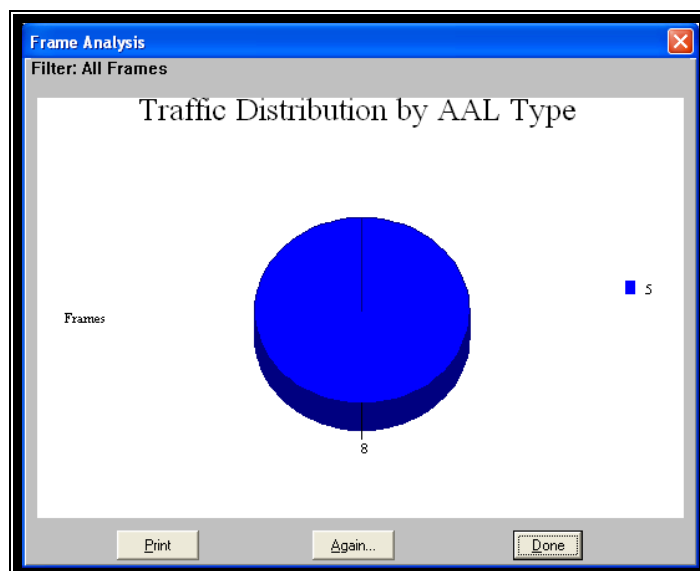 Frame Analysis
Filter: All Frames
Traffic Distribution by AAL Type
5
Frames
8
Print
Again...
Done